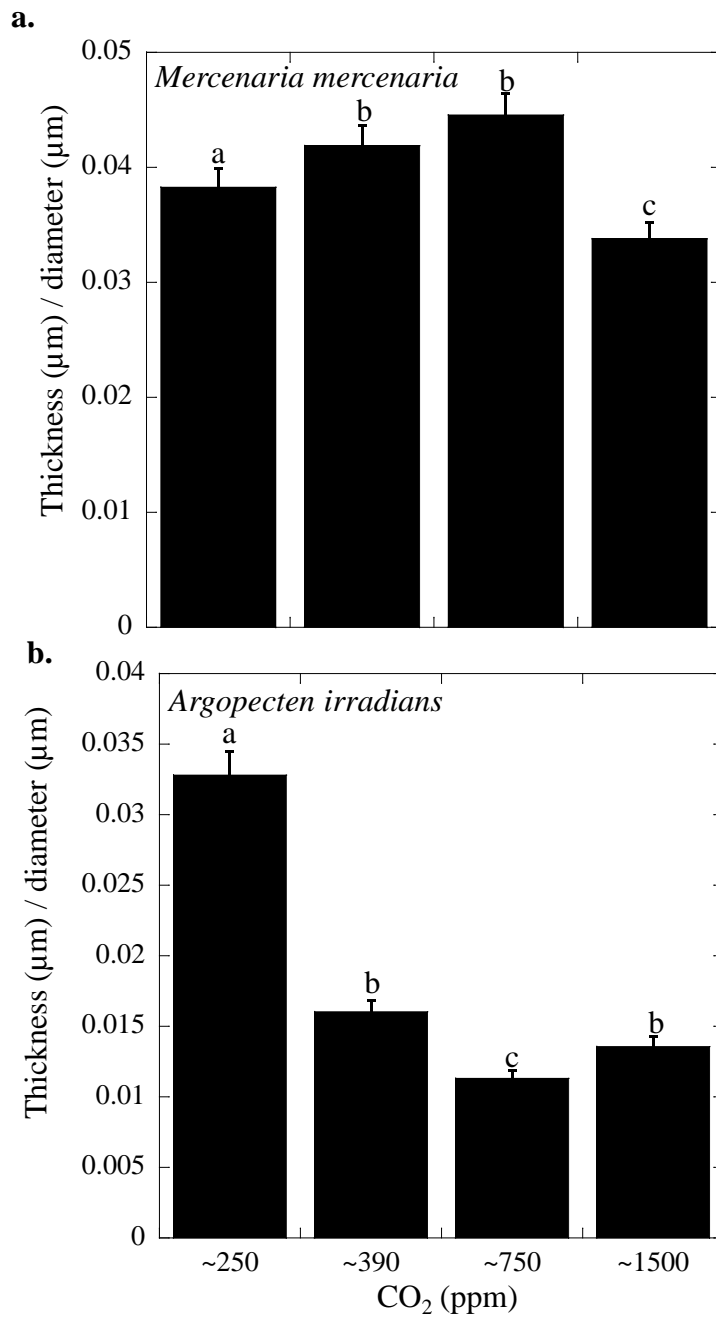 a.
0.05
Mercenaria mercenaria
b
b
a
0.04
c
0.03
0.02
0.01
0
Thickness (µm) / diameter (µm)
b.
0.04
Argopecten irradians
a
0.035
0.03
0.025
0.02
b
b
0.015
c
0.01
0.005
0
Thickness (µm) / diameter (µm)
~250 ~390 ~750 ~1500
CO₂ (ppm)